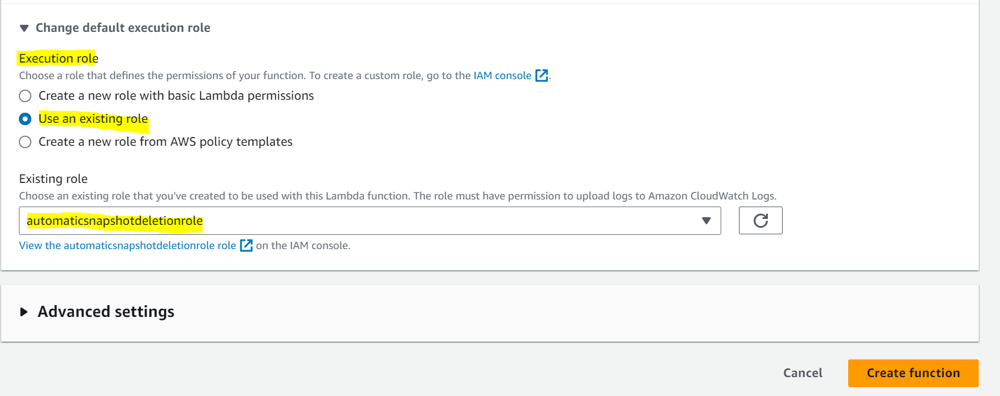 Change default execution role
Execution role
Choose a role that defines the permissions of your function. To create a custom role, go to the IAM console.
Create a new role with basic Lambda permissions
Use an existing role
Create a new role from AWS policy templates
Existing role
Choose an existing role that you've created to be used with this Lambda function. The role must have permission to upload logs to Amazon CloudWatch Logs.
automaticsnapshotdeletionrole
View the automaticsnapshotdeletionrole role on the IAM console.
Advanced settings
Cancel Create function